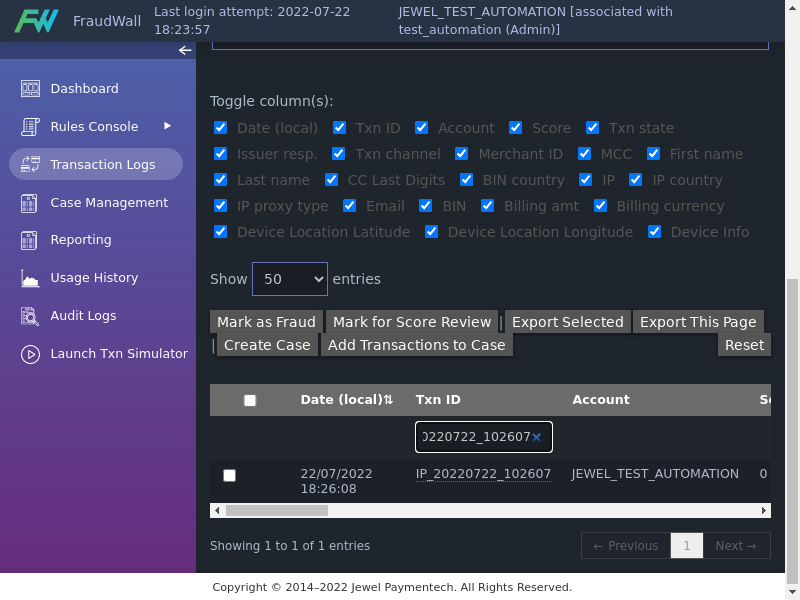 FraudWall
Last login attempt: 2022-07-22 18:23:57
JEWEL_TEST_AUTOMATION [associated with test_automation (Admin)]
Dashboard
Rules Console
Transaction Logs
Case Management
Reporting
Usage History
Audit Logs
Launch Txn Simulator
Toggle column(s):
Date (local) Txn ID Account Score Txn state
Issuer resp. Txn channel Merchant ID MCC First name
Last name CC Last Digits BIN country IP IP country
IP proxy type Email BIN Billing amt Billing currency
Device Location Latitude Device Location Longitude Device Info
Show 50 entries
Mark as Fraud Mark for Score Review | Export Selected Export This Page
| Create Case Add Transactions to Case Reset
Date (local)⇅ Txn ID Account
0220722_102607
22/07/2022 18:26:08 IP_20220722_102607 JEWEL_TEST_AUTOMATION 0
Showing 1 to 1 of 1 entries
← Previous 1 Next →
Copyright © 2014–2022 Jewel Paymentech. All Rights Reserved.